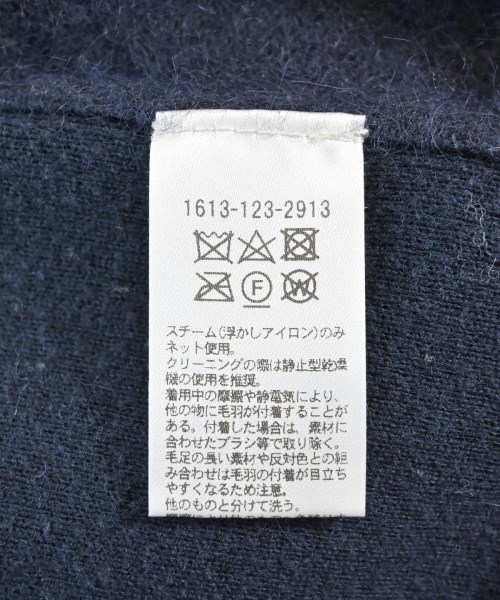 1613-123-2913
F
W
スチーム(浮かしアイロン)のみ
ネット使用。
クリーニングの際は静止型乾燥
機の使用を推奨。
着用中の摩擦や静電気により、
他の物に毛羽が付着することが
ある。付着した場合は、素材に
合わせたブラシ等で取り除く。
毛足の長い素材や反対色との組
み合わせは毛羽の付着が目立ち
やすくなるため注意。
他のものと分けて洗う。